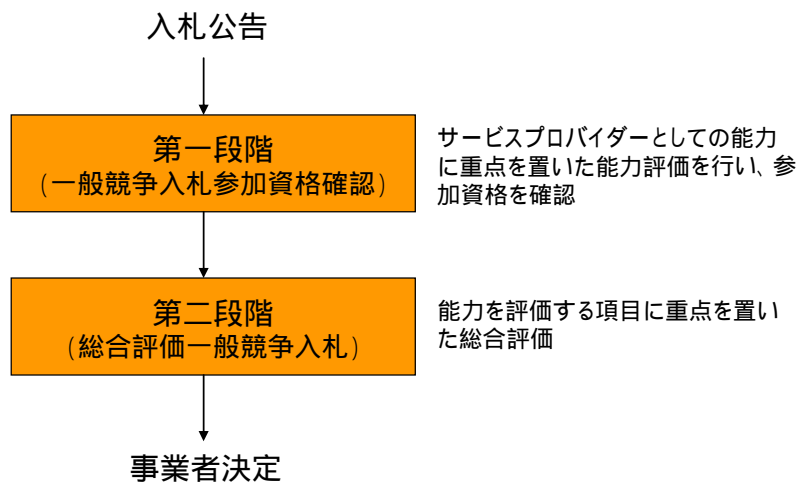 入札公告
第一段階
（一般競争入札参加資格確認）
サービスプロバイダーとしての能力
に重点を置いた能力評価を行い、参
加資格を確認
第二段階
（総合評価一般競争入札）
能力を評価する項目に重点を置い
た総合評価
事業者決定